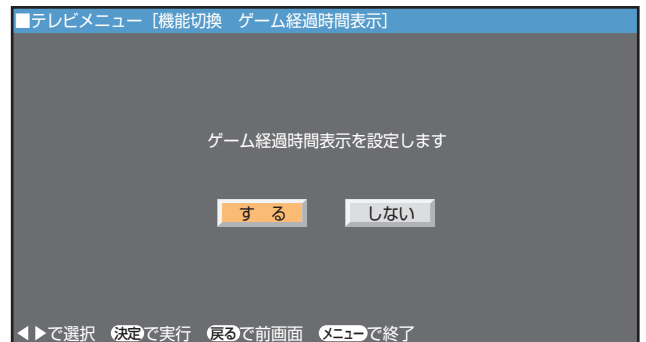 ■テレビメニュー［機能切換　ゲーム経過時間表示］
ゲーム経過時間表示を設定します
す　る　しない
◀▶で選択　決定で実行　戻るで前画面　メニューで終了